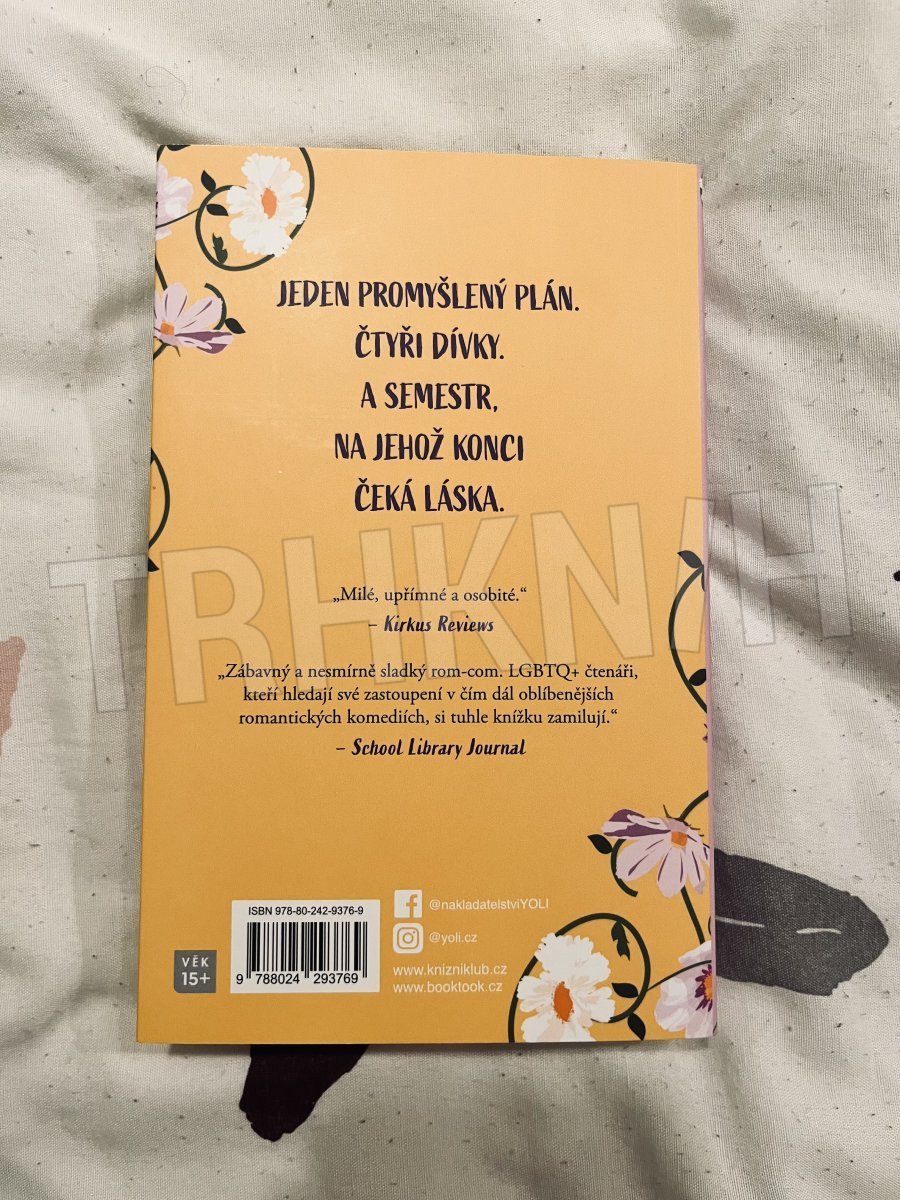 JEDEN PROMYŠLENÝ PLÁN.
ČTYŘI DÍVKY.
A SEMESTR,
NA JEHOŽ KONCI
ČEKÁ LÁSKA.
TRHKNIH
„Milé, upřímné a osobité.“
– Kirkus Reviews
„Zábavný a nesmírně sladký rom-com. LGBTQ+ čtenáři,
kteří hledají své zastoupení v čím dál oblíbenějších
romantických komediích, si tuhle knížku zamilují.“
– School Library Journal
ISBN 978-80-242-9376-9
9 788024 293769
VĚK
15+
@nakladatelstviYOLI
@yoli.cz
www.knizniklub.cz
www.booktook.cz